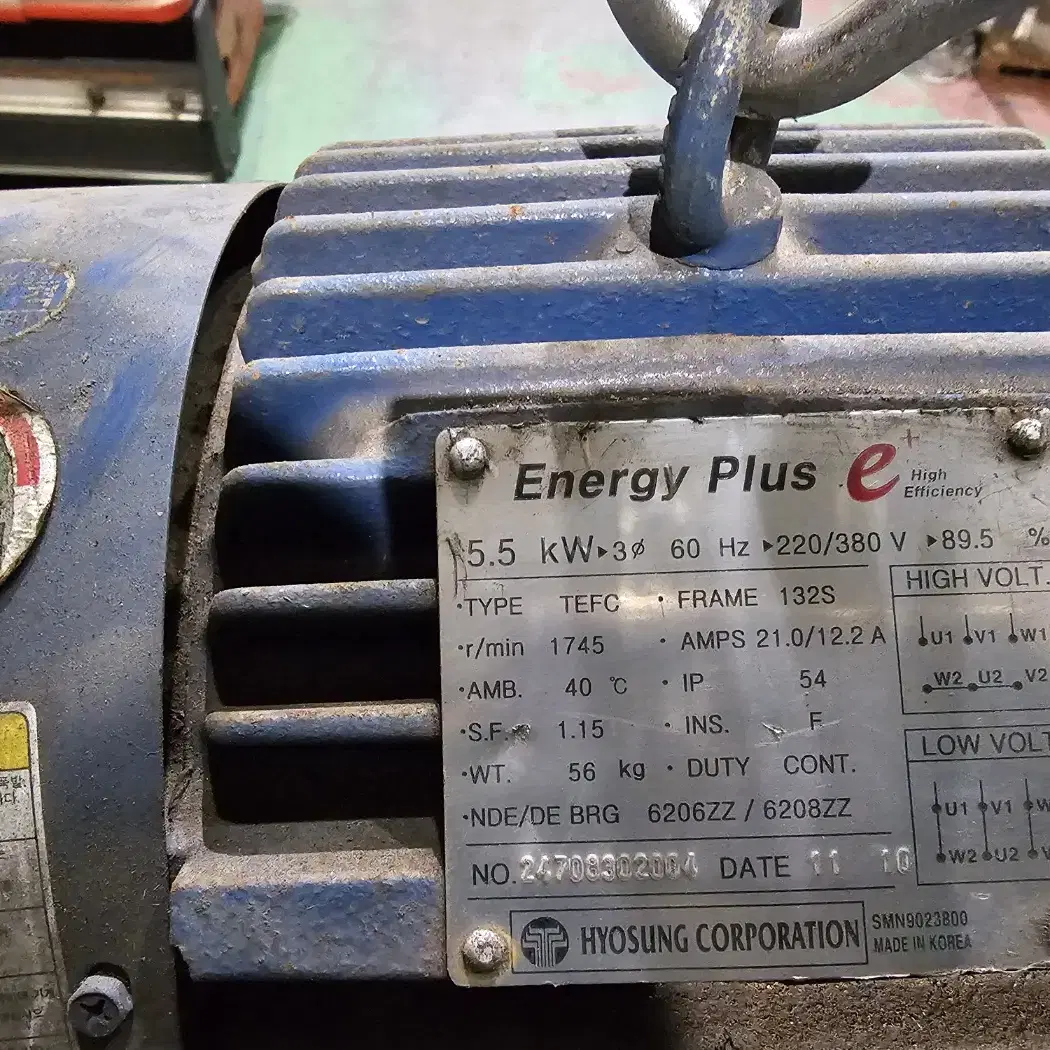 Energy Plus e+ High Efficiency
5.5 kW ▸3ø 60 Hz ▸220/380 V ▸89.5 %
·TYPE TEFC · FRAME 132S
·r/min 1745 · AMPS 21.0/12.2 A
·AMB. 40 ℃ · IP 54
·S.F. 1.15 · INS. F
·WT. 56 kg · DUTY CONT.
·NDE/DE BRG 6206ZZ / 6208ZZ
NO. 24708302004 DATE 11 10
HYOSUNG CORPORATION
SMN9023800
MADE IN KOREA
HIGH VOLT.
U1 V1 W1
W2 U2 V2
LOW VOLT
U1 V1 W
W2 U2 V